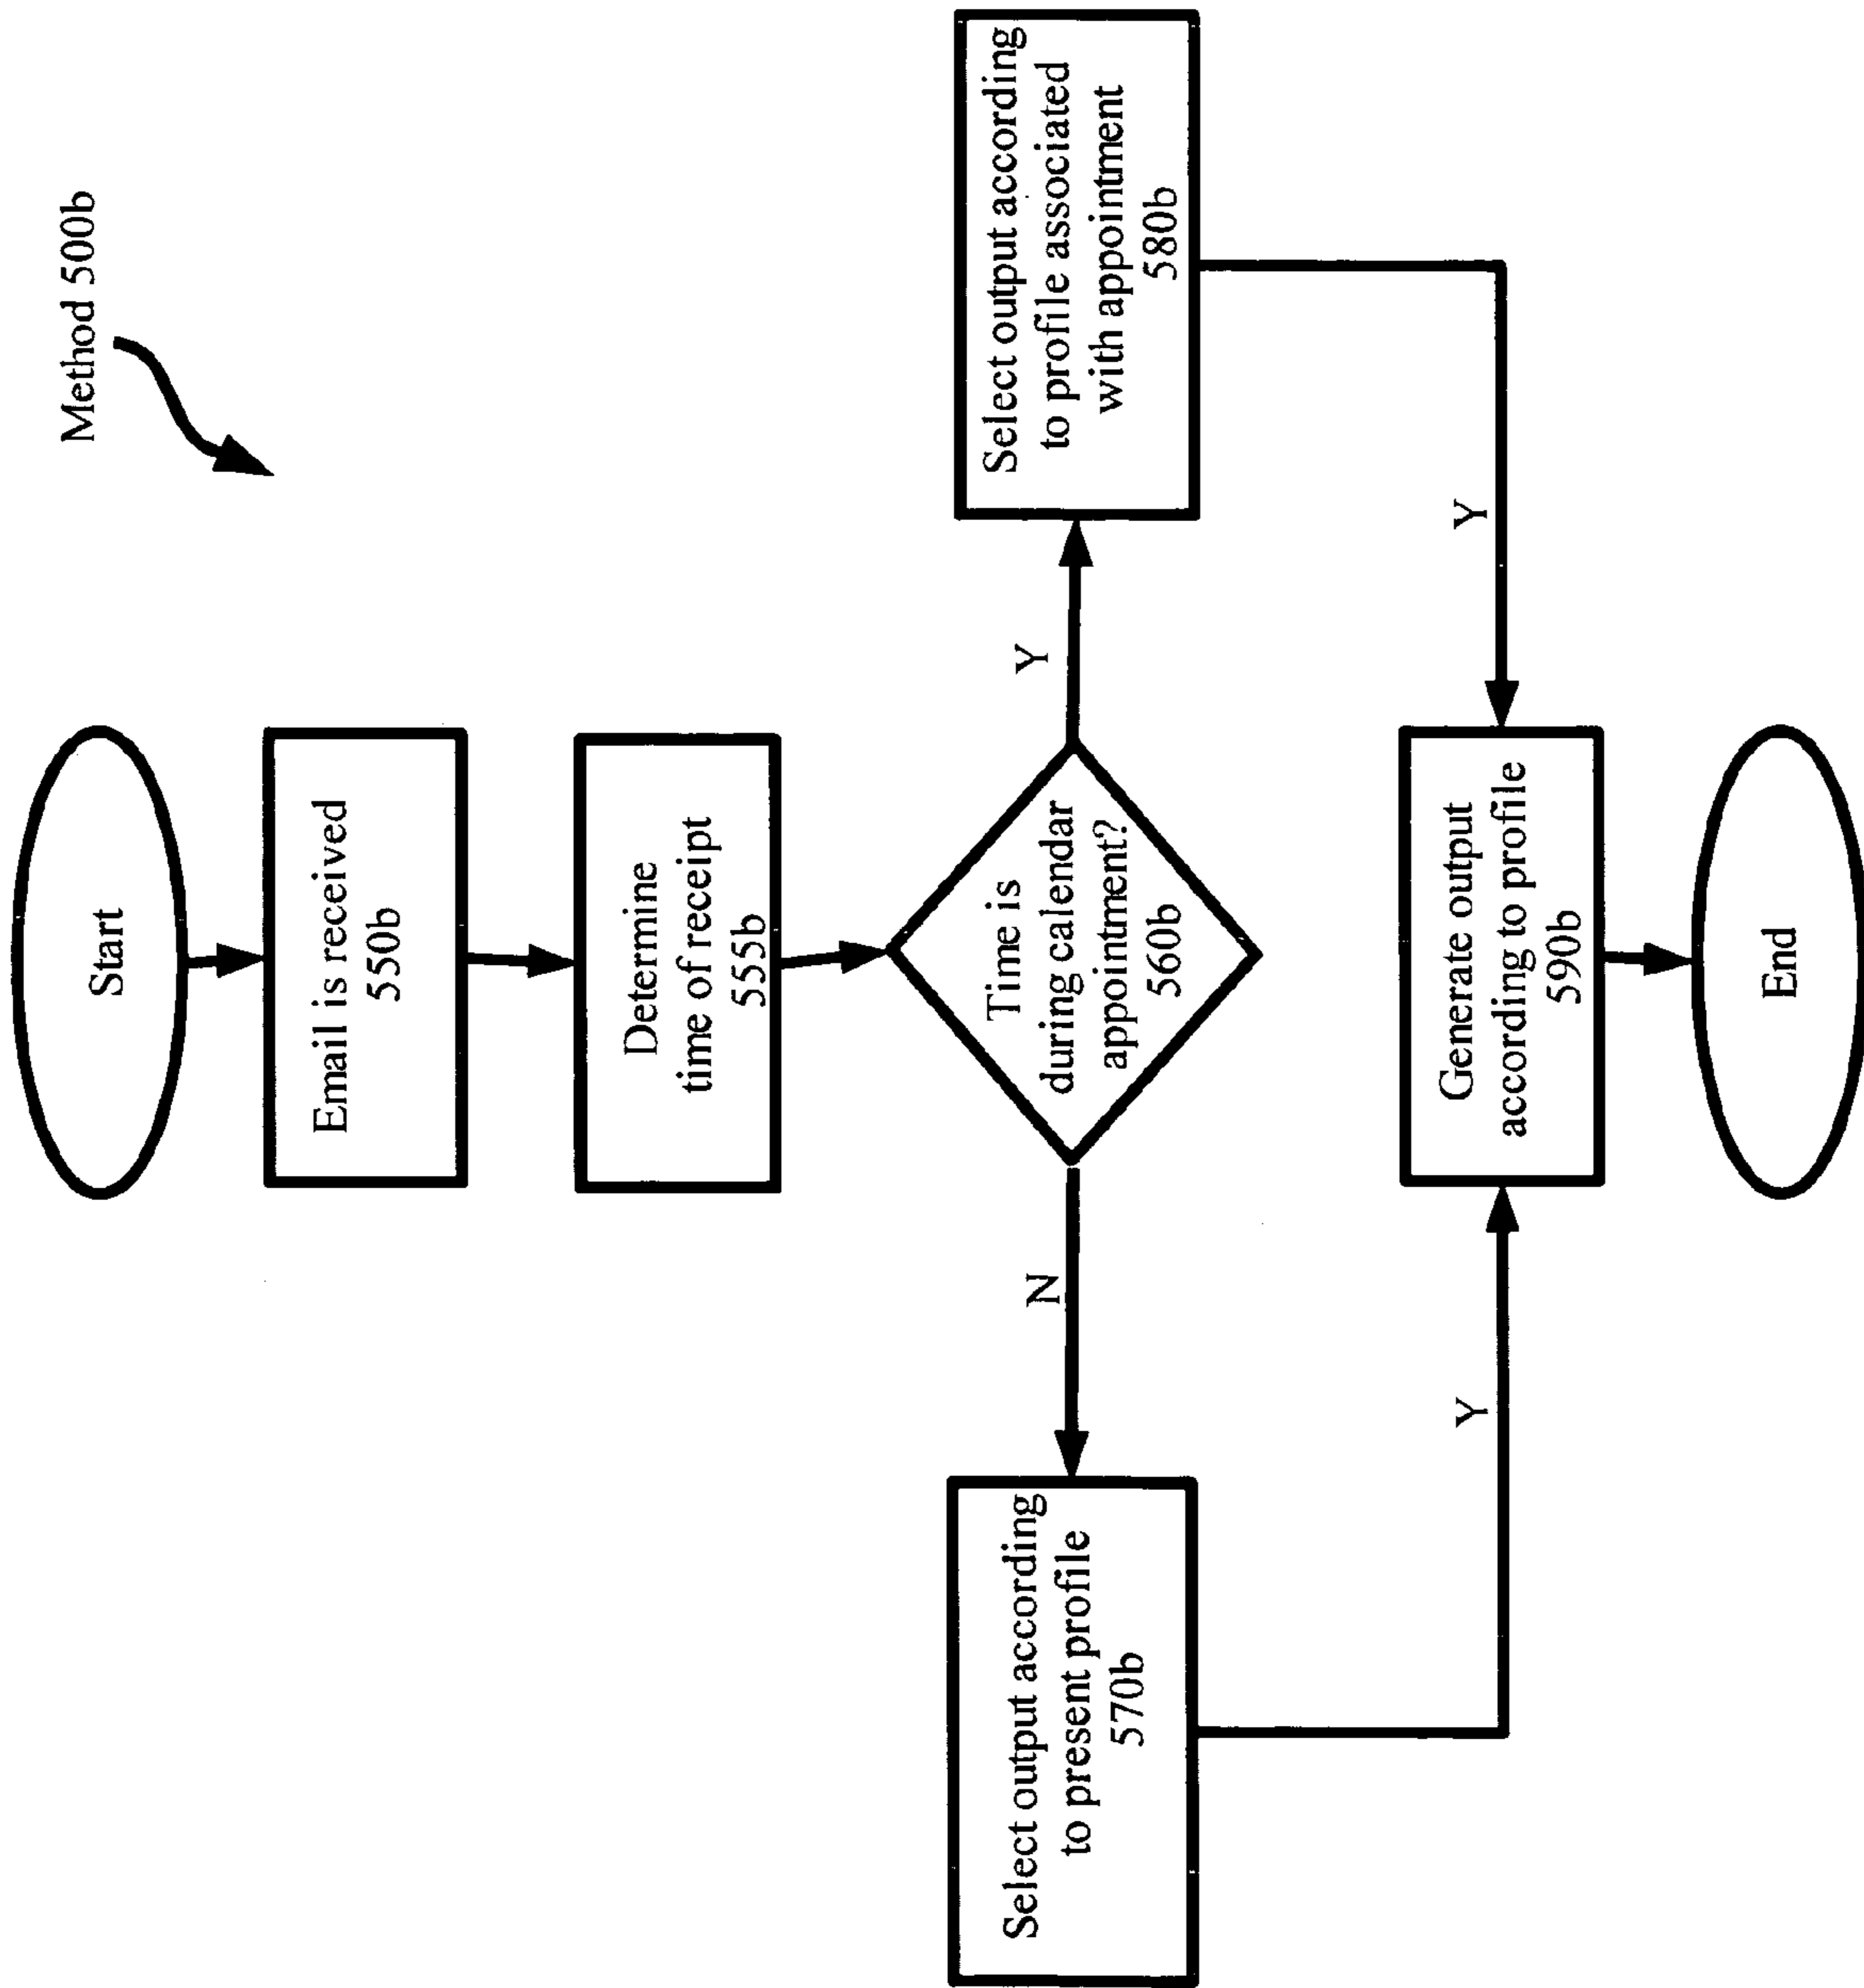 Method 500b
Start
Email is received
550b
Determine
time of receipt
555b
Time is
during calendar
appointment?
560b
N
Y
Select output according
to present profile
570b
Select output according
to profile associated
with appointment
580b
Y
Y
Generate output
according to profile
590b
End